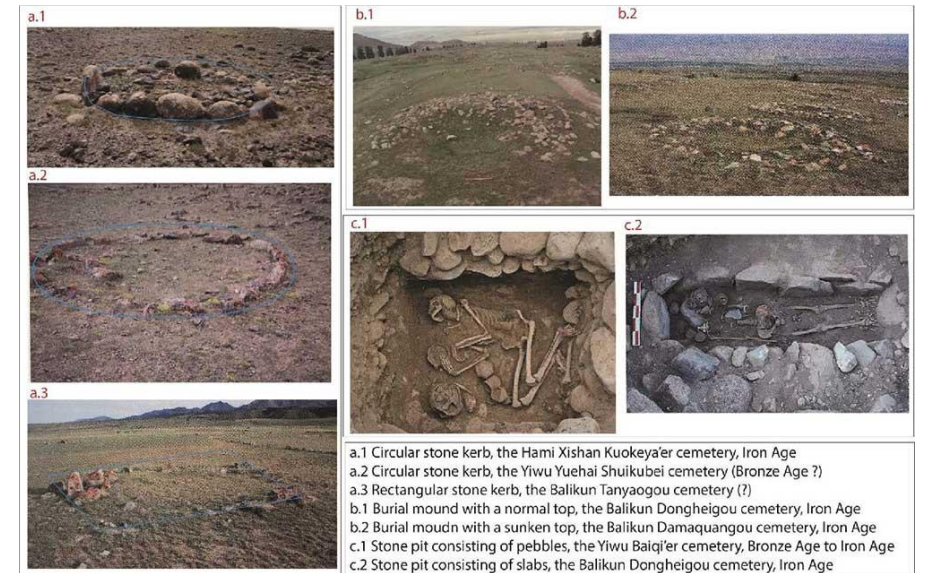 a.1
b.1
b.2
a.2
c.1
c.2
a.3
a.1 Circular stone kerb, the Hami Xishan Kuokeya'er cemetery, Iron Age
a.2 Circular stone kerb, the Yiwu Yuehai Shuikubei cemetery (Bronze Age ?)
a.3 Rectangular stone kerb, the Balikun Tanyaogou cemetery (?)
b.1 Burial mound with a normal top, the Balikun Dongheigou cemetery, Iron Age
b.2 Burial moudn with a sunken top, the Balikun Damaquangou cemetery, Iron Age
c.1 Stone pit consisting of pebbles, the Yiwu Baiqi'er cemetery, Bronze Age to Iron Age
c.2 Stone pit consisting of slabs, the Balikun Dongheigou cemetery, Iron Age